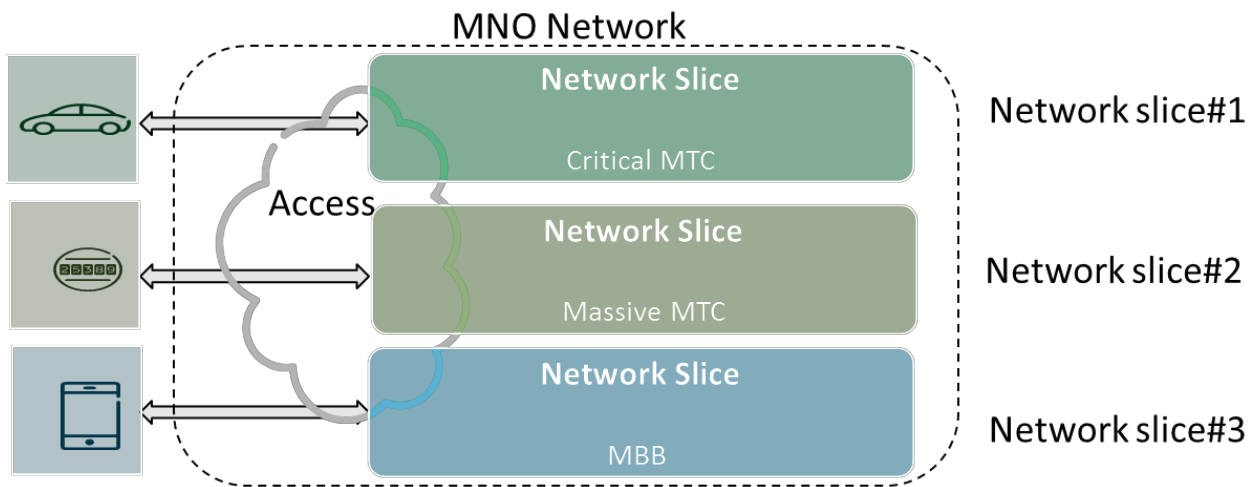 MNO Network
Network Slice
Network slice#1
Critical MTC
Access
Network Slice
25389
Network slice#2
Massive MTC
Network Slice
Network slice#3
MBB